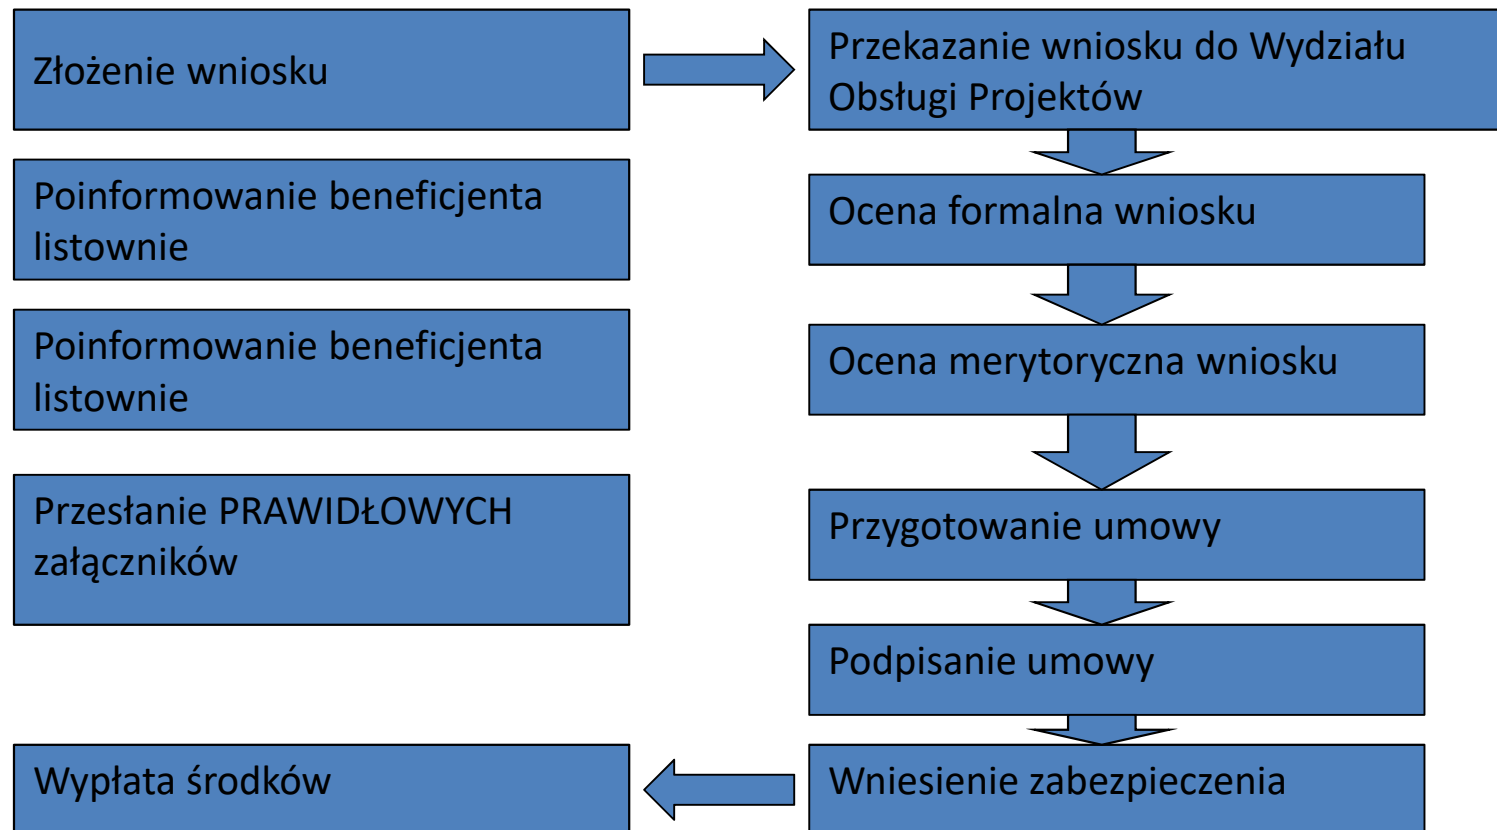 Złożenie wniosku
Przekazanie wniosku do Wydziału
Obsługi Projektów
Poinformowanie beneficjenta
listownie
Ocena formalna wniosku
Poinformowanie beneficjenta
listownie
Ocena merytoryczna wniosku
Przesłanie PRAWIDŁOWYCH
załączników
Przygotowanie umowy
Podpisanie umowy
Wypłata środków
Wniesienie zabezpieczenia